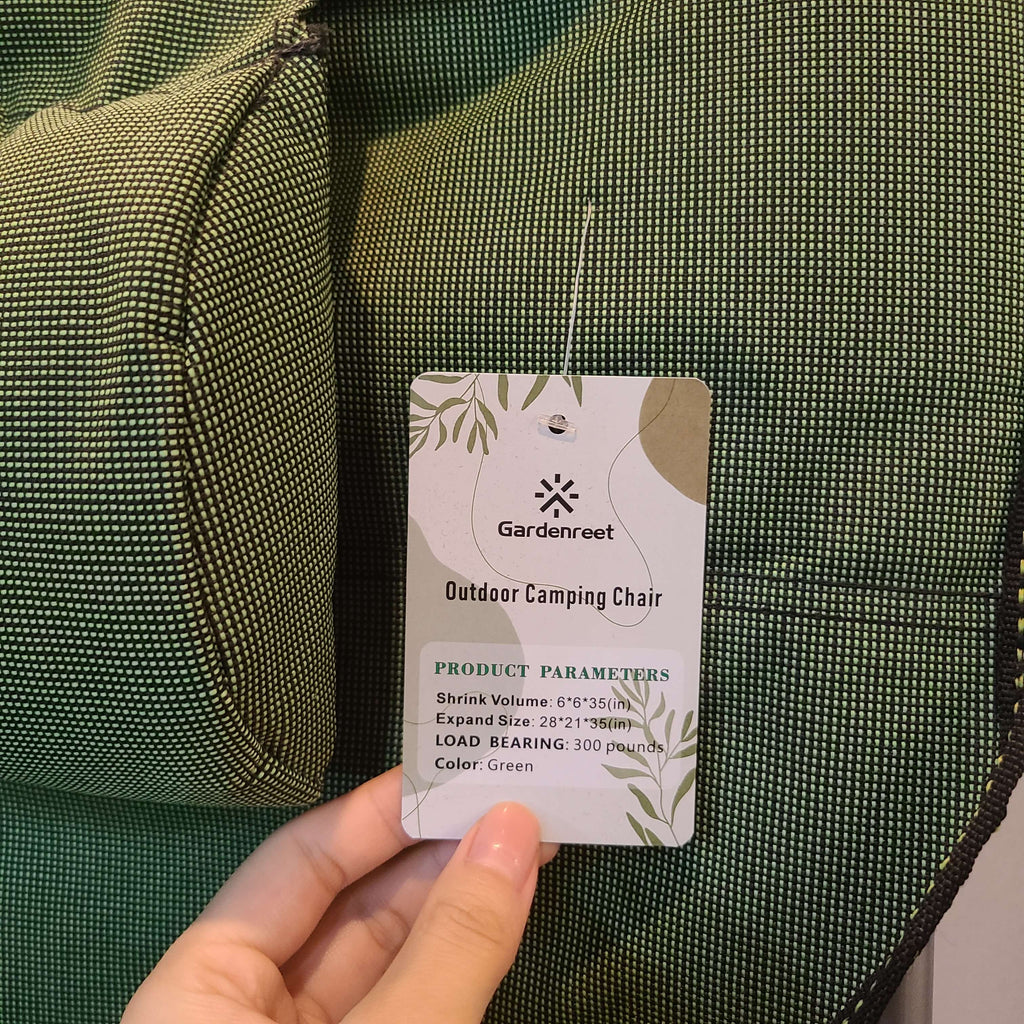 Gardenreet
Outdoor Camping Chair
PRODUCT PARAMETERS
Shrink Volume: 6*6*35(in)
Expand Size: 28*21*35(in)
LOAD BEARING: 300 pounds
Color: Green